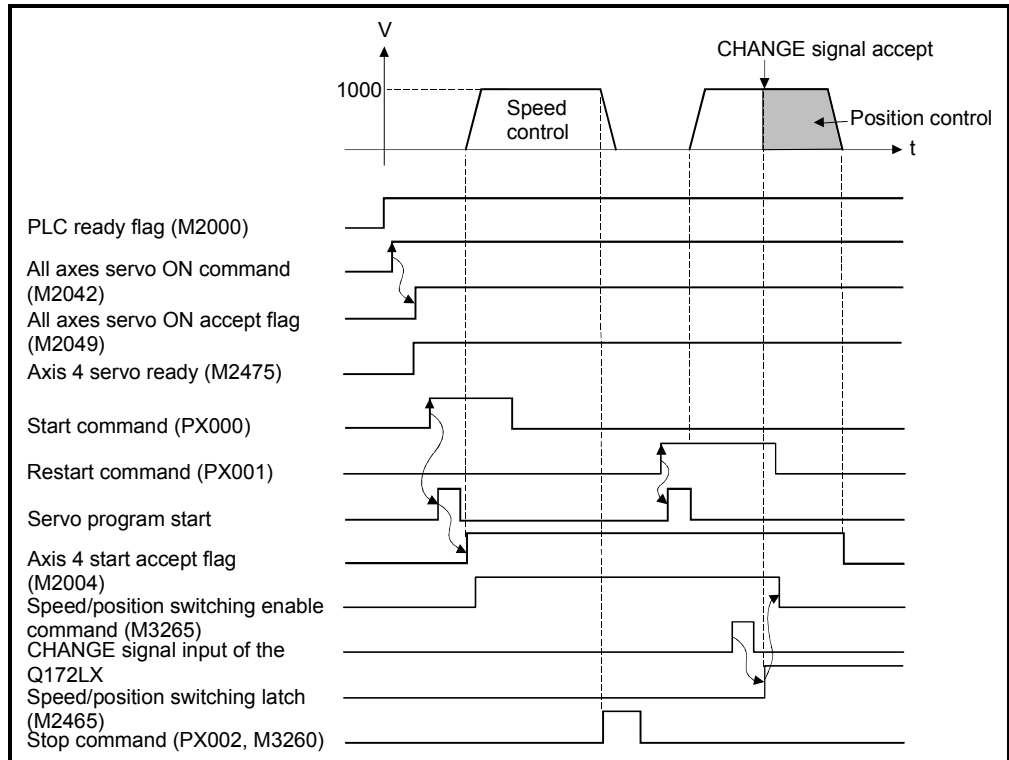 V
CHANGE signal accept
1000
Speed
control
Position control
t
PLC ready flag (M2000)
All axes servo ON command
(M2042)
All axes servo ON accept flag
(M2049)
Axis 4 servo ready (M2475)
Start command (PX000)
Restart command (PX001)
Servo program start
Axis 4 start accept flag
(M2004)
Speed/position switching enable
command (M3265)
CHANGE signal input of the
Q172LX
Speed/position switching latch
(M2465)
Stop command (PX002, M3260)